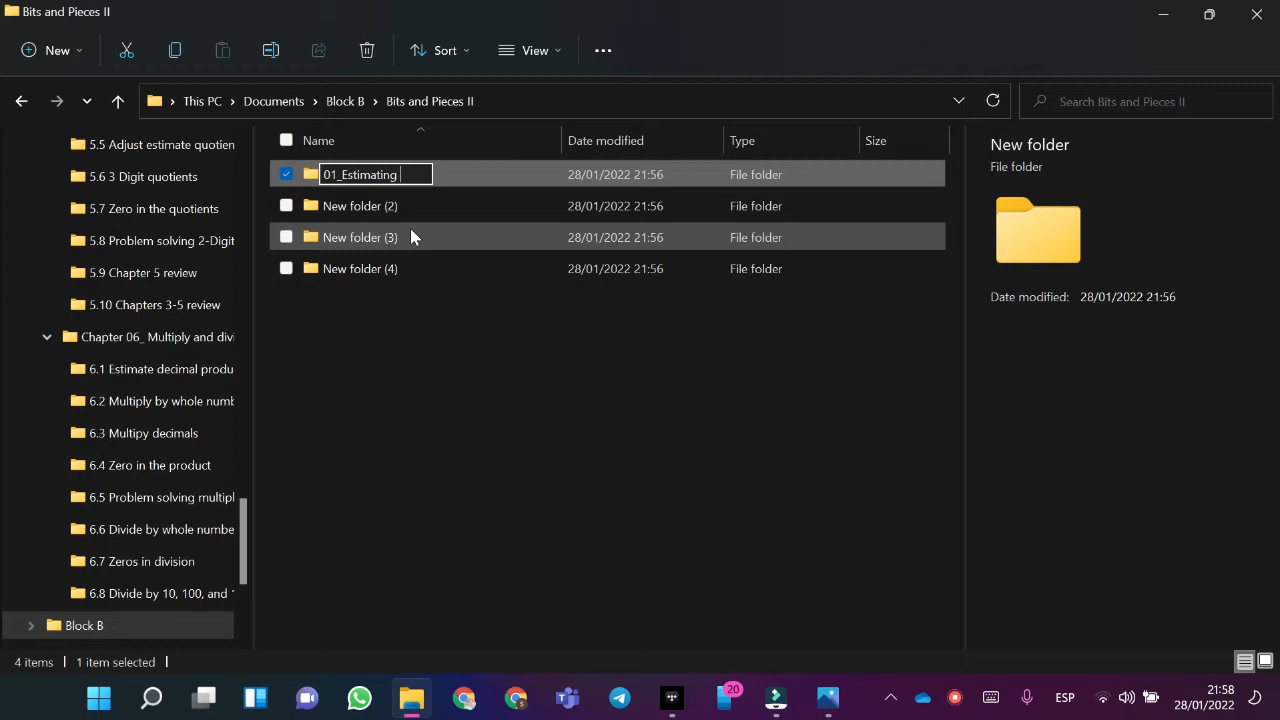 Bits and Pieces II
New
Sort
View
This PC > Documents > Block B > Bits and Pieces II
Search Bits and Pieces II
Name
Date modified
Type
Size
01_Estimating
28/01/2022 21:56
File folder
New folder (2)
28/01/2022 21:56
File folder
New folder (3)
28/01/2022 21:56
File folder
New folder (4)
28/01/2022 21:56
File folder
New folder
File folder
Date modified: 28/01/2022 21:56
5.5 Adjust estimate quotien
5.6 3 Digit quotients
5.7 Zero in the quotients
5.8 Problem solving 2-Digit
5.9 Chapter 5 review
5.10 Chapters 3-5 review
Chapter 06_ Multiply and divi
6.1 Estimate decimal produ
6.2 Multiply by whole numb
6.3 Multipy decimals
6.4 Zero in the product
6.5 Problem solving multipl
6.6 Divide by whole numbe
6.7 Zeros in division
6.8 Divide by 10, 100, and
Block B
4 items
1 item selected
20
ESP
21:58
28/01/2022